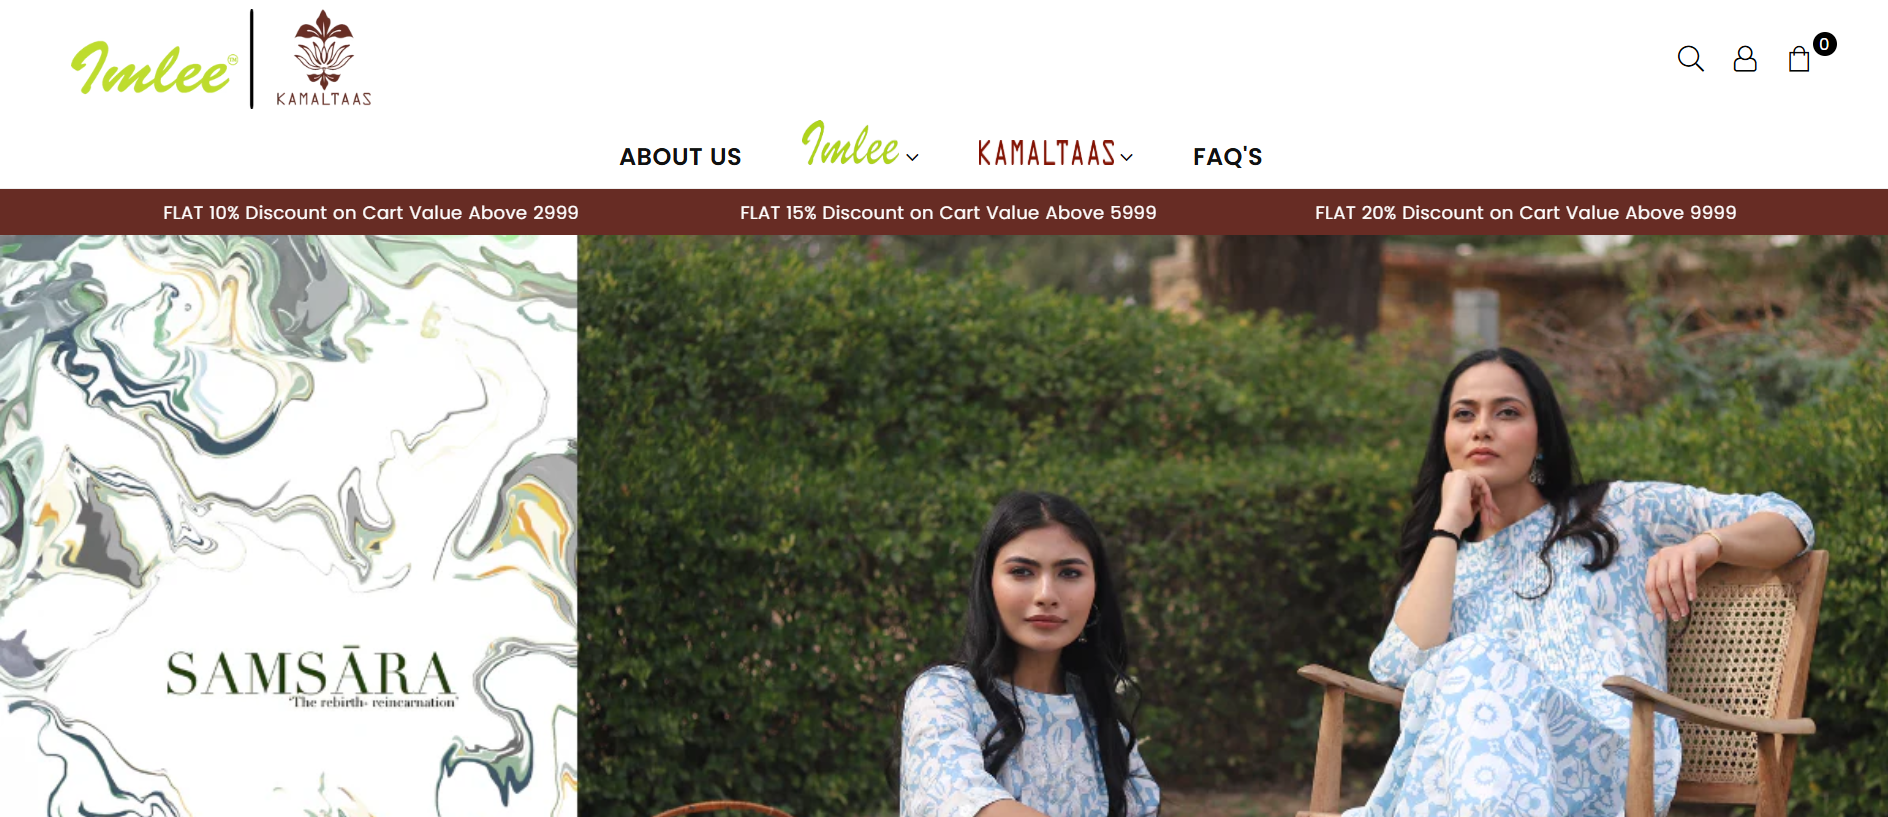 Imlee™
KAMALTAAS
0
ABOUT US
Imlee
KAMALTAAS
FAQ'S
FLAT 10% Discount on Cart Value Above 2999
FLAT 15% Discount on Cart Value Above 5999
FLAT 20% Discount on Cart Value Above 9999
SAMSĀRA
"The rebirth- reincarnation"